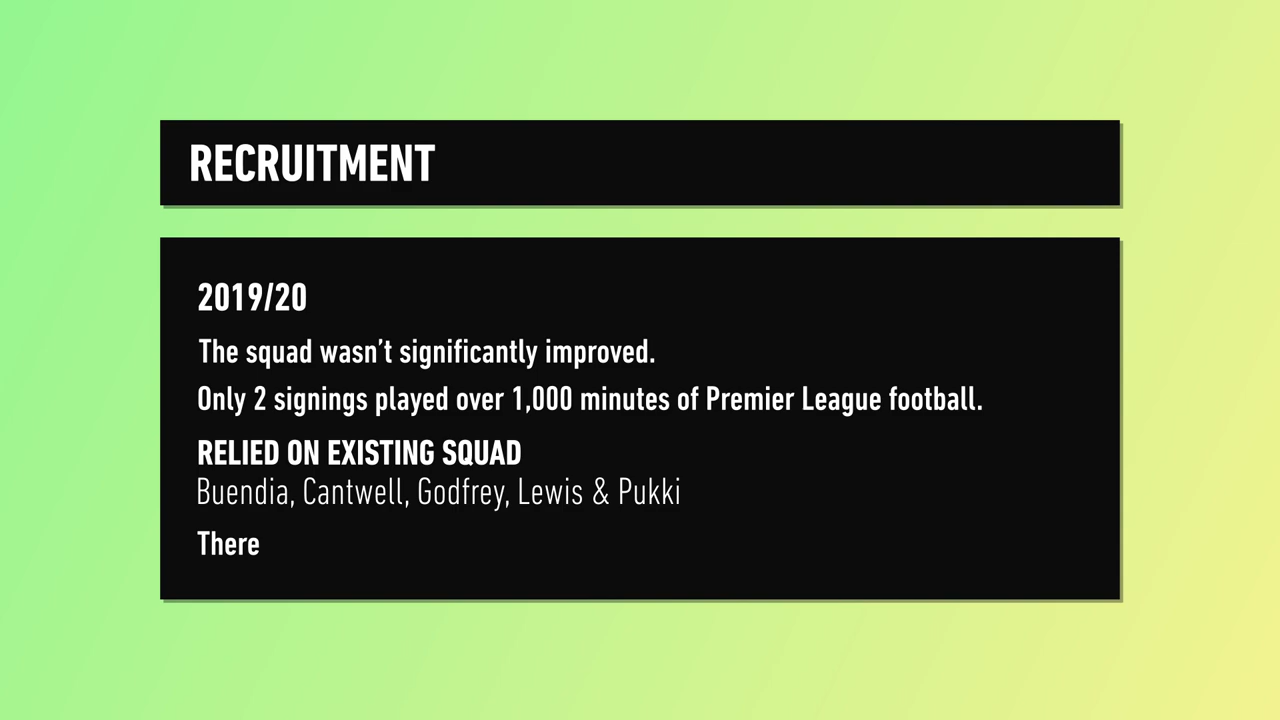 RECRUITMENT
2019/20
The squad wasn’t significantly improved.
Only 2 signings played over 1,000 minutes of Premier League football.
RELIED ON EXISTING SQUAD
Buendia, Cantwell, Godfrey, Lewis & Pukki
There